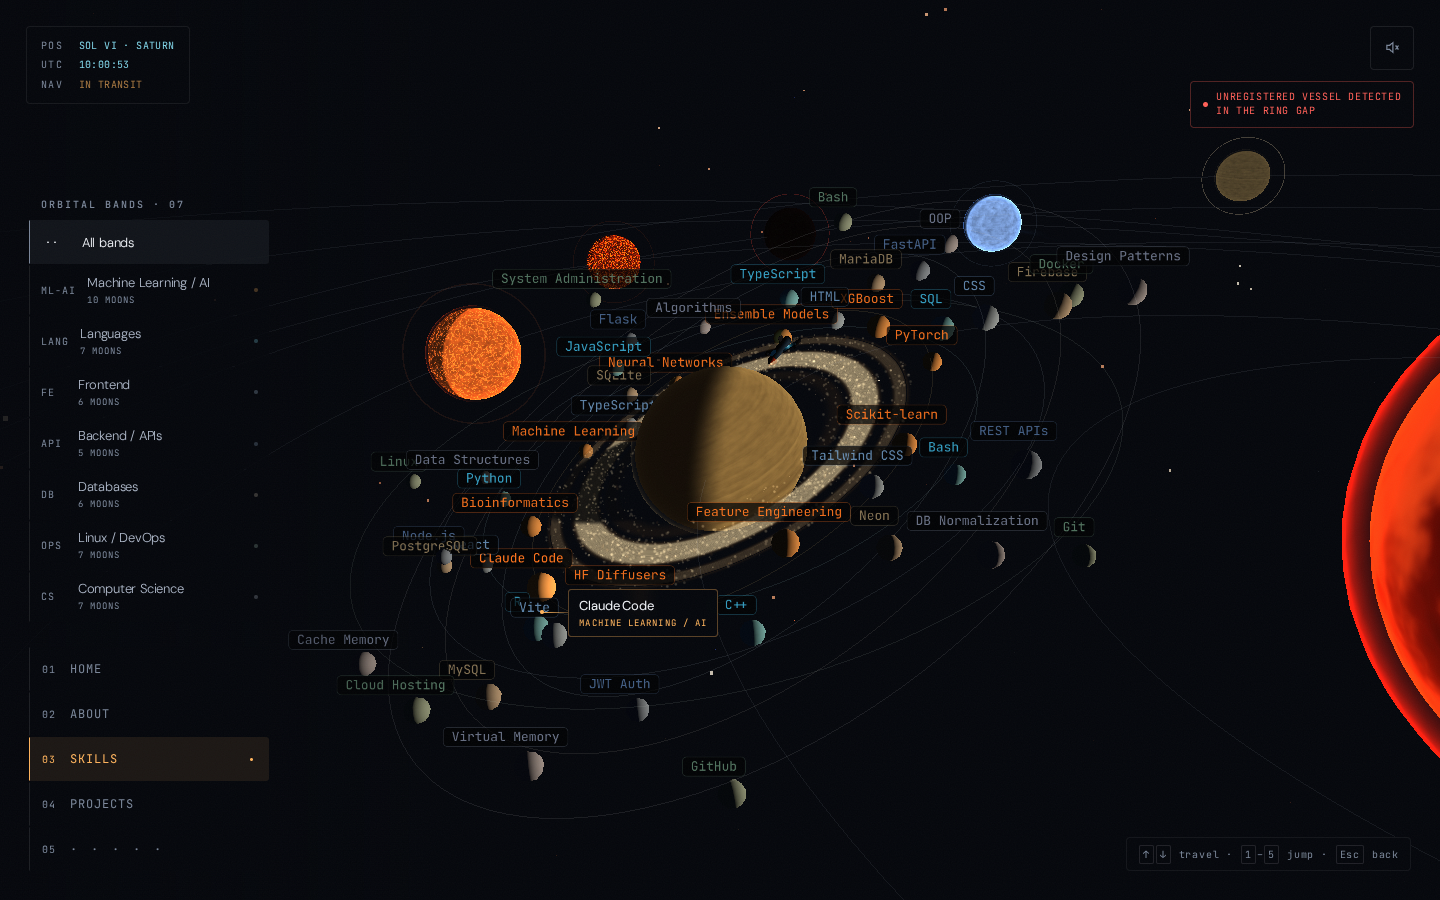 POS SOL VI · SATURN
UTC 10:00:53
NAV IN TRANSIT
UNREGISTERED VESSEL DETECTED
IN THE RING GAP
ORBITAL BANDS · 07
·· All bands
ML-AI Machine Learning / AI
10 MOONS
LANG Languages
7 MOONS
FE Frontend
6 MOONS
API Backend / APIs
5 MOONS
DB Databases
6 MOONS
OPS Linux / DevOps
7 MOONS
CS Computer Science
7 MOONS
01 HOME
02 ABOUT
03 SKILLS
04 PROJECTS
05 · · · · ·
Bash
OOP
FastAPI
MariaDB
Design Patterns
Docker
Firebase
TypeScript
System Administration
CSS
HTML
XGBoost
SQL
Algorithms
Ensemble Models
Flask
PyTorch
JavaScript
Neural Networks
SQLite
TypeScript
Scikit-learn
Machine Learning
REST APIs
Bash
Tailwind CSS
Linux
Data Structures
Python
Bioinformatics
Feature Engineering
Neon
DB Normalization
Git
Node.js
PostgreSQL
Claude Code
HF Diffusers
Vite
Claude Code
MACHINE LEARNING / AI
C++
Cache Memory
MySQL
Cloud Hosting
JWT Auth
Virtual Memory
GitHub
↑ ↓ travel · 1 - 5 jump · Esc back